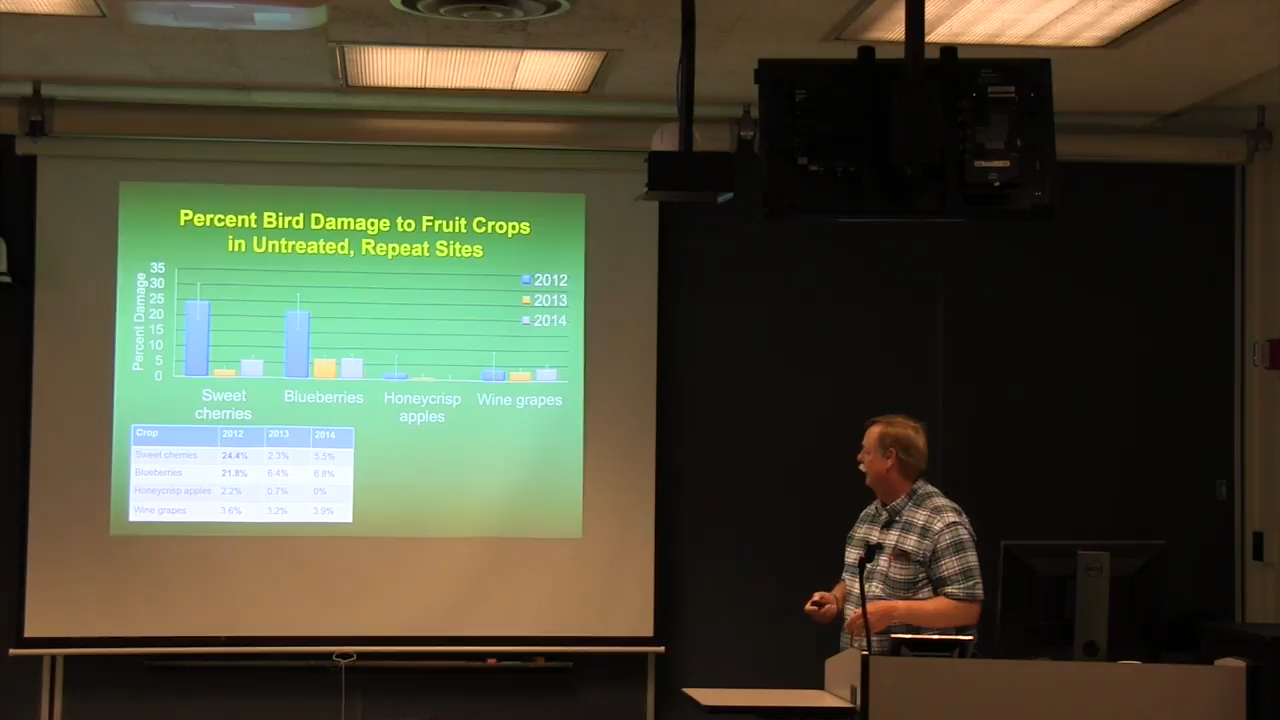 Percent Bird Damage to Fruit Crops
in Untreated, Repeat Sites
Percent Damage
35
30
25
20
15
10
5
0
2012
2013
2014
Sweet cherries
Blueberries
Honeycrisp apples
Wine grapes
Crop 2012 2013 2014
Sweet cherries 24.4% 2.3% 5.5%
Blueberries 21.8% 6.4% 6.8%
Honeycrisp apples 2.2% 0.7% 0%
Wine grapes 3.6% 3.2% 3.9%
DELL